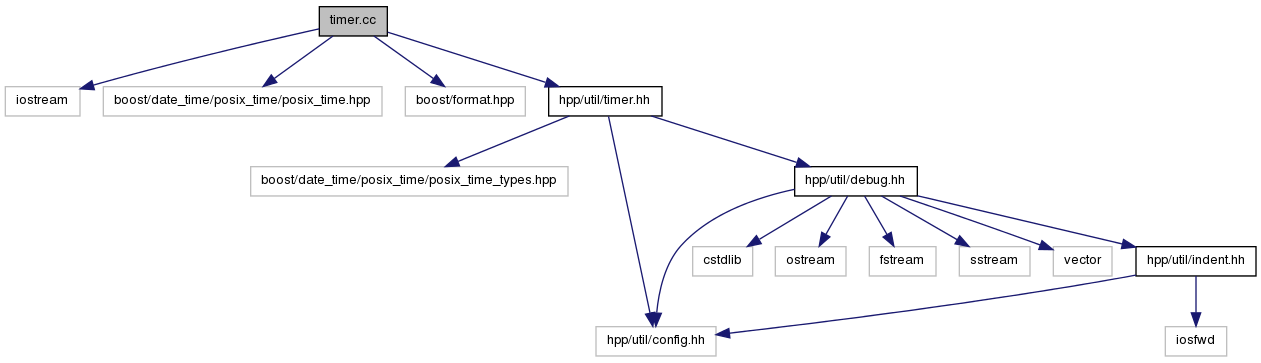 timer.cc
iostream
boost/date_time/posix_time/posix_time.hpp
boost/format.hpp
hpp/util/timer.hh
boost/date_time/posix_time/posix_time_types.hpp
hpp/util/debug.hh
cstdlib
ostream
fstream
sstream
vector
hpp/util/indent.hh
hpp/util/config.hh
iosfwd